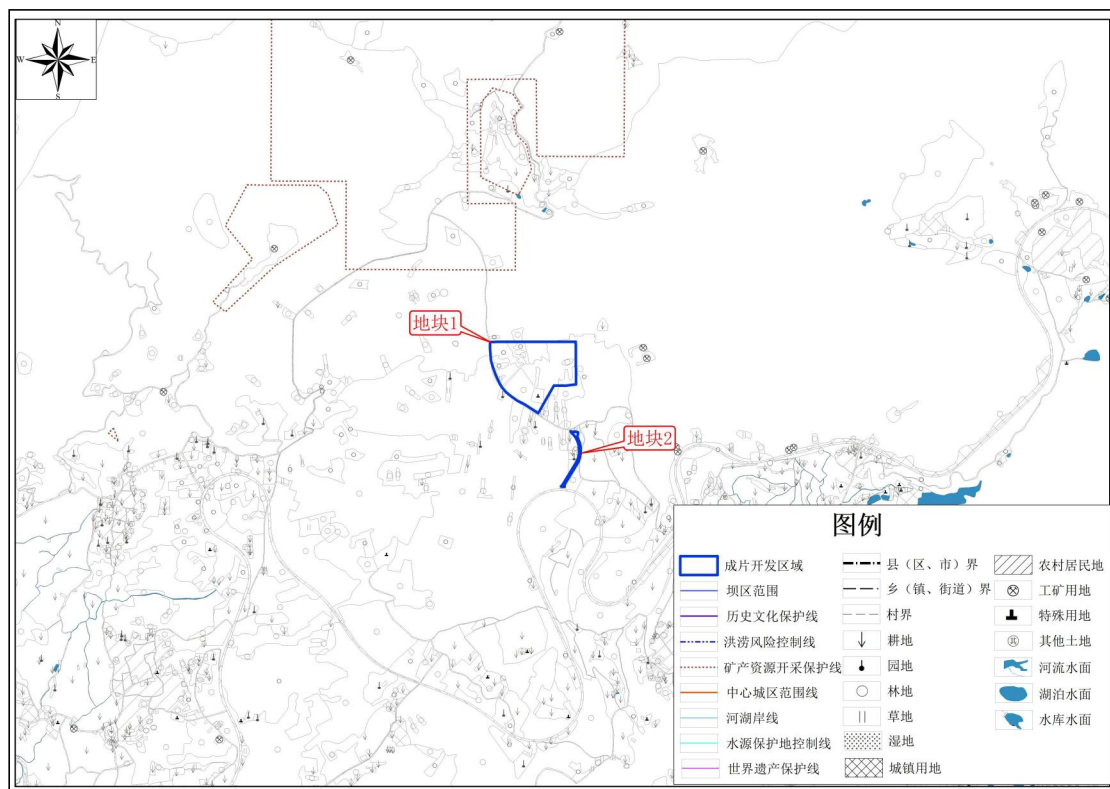 N
W
E
S
地块1
地块2
图例
成片开发区域
坝区范围
历史文化保护线
洪涝风险控制线
矿产资源开采保护线
中心城区范围线
河湖岸线
水源保护地控制线
世界遗产保护线
县（区、市）界
乡（镇、街道）界
村界
耕地
园地
林地
草地
湿地
城镇用地
农村居民地
工矿用地
特殊用地
其他土地
河流水面
湖泊水面
水库水面